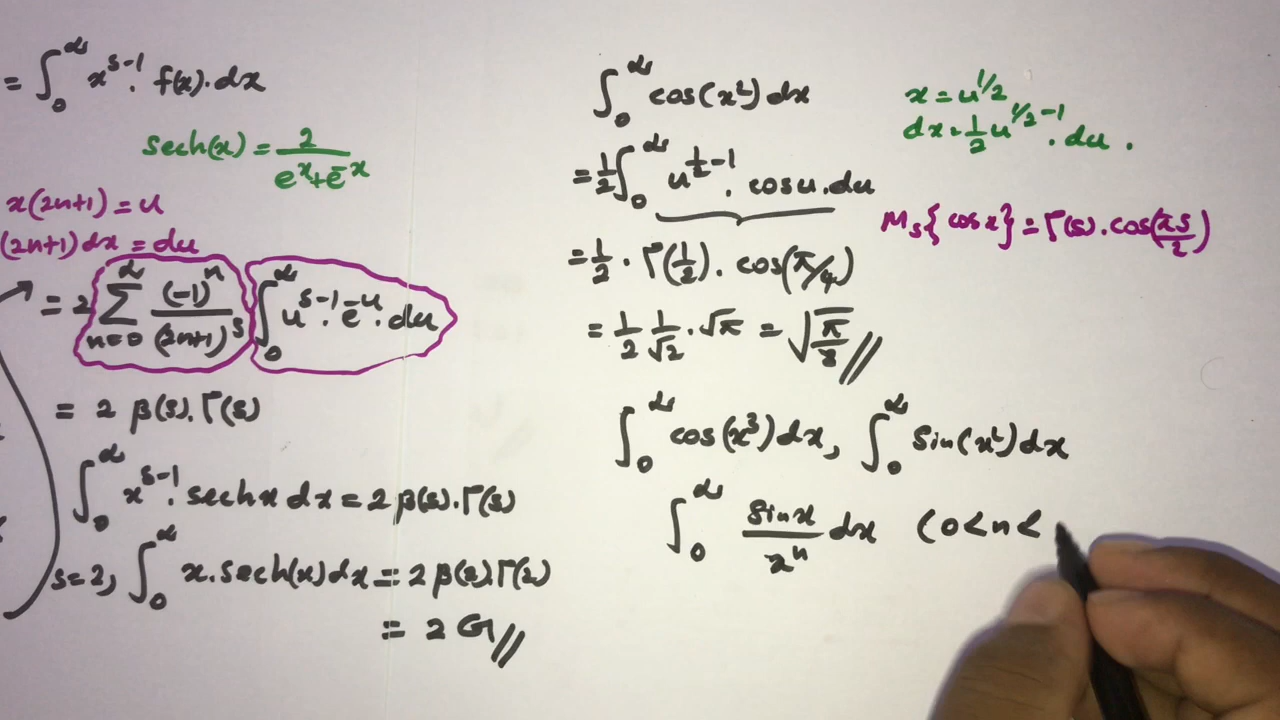 = ∫₀^∞ x^{s-1} . f(x).dx
sech(x) = 2/(e^x + e^{-x})
x(2n+1) = u
(2n+1)dx = du
= 2 ∑_{n=0}^∞ (-1)^n/(2n+1)^s ∫₀^∞ u^{s-1} . e^{-u} . du
= 2 β(s).Γ(s)
∫₀^∞ x^{s-1} . sech x dx = 2 β(s).Γ(s)
s=2, ∫₀^∞ x.sech(x)dx = 2 β(2).Γ(2)
= 2 G //
∫₀^∞ cos(x²)dx
x = u^{1/2}
dx = 1/2 u^{1/2-1} . du .
= 1/2 ∫₀^∞ u^{1/2-1} . cos u . du
M_s{cos x} = Γ(s) . cos(πs/2)
= 1/2 . Γ(1/2) . cos(π/4)
= 1/2 1/√2 . √π = √(π/8) //
∫₀^∞ cos(x³)dx, ∫₀^∞ sin(x²)dx
∫₀^∞ sinx/x^n dx (0<n<